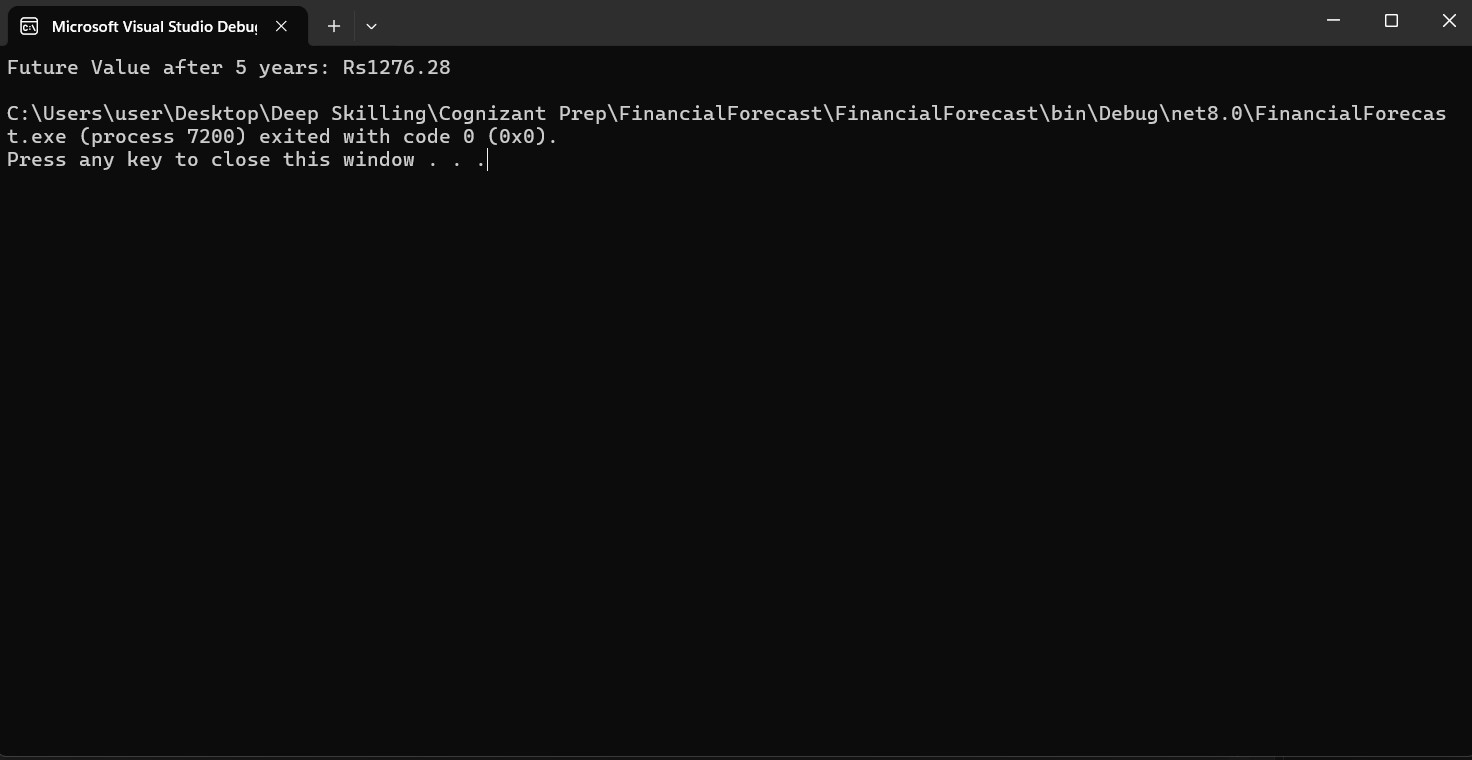 Microsoft Visual Studio Debug
Future Value after 5 years: Rs1276.28
C:\Users\user\Desktop\Deep Skilling\Cognizant Prep\FinancialForecast\FinancialForecast\bin\Debug\net8.0\FinancialForecas
t.exe (process 7200) exited with code 0 (0x0).
Press any key to close this window . . .